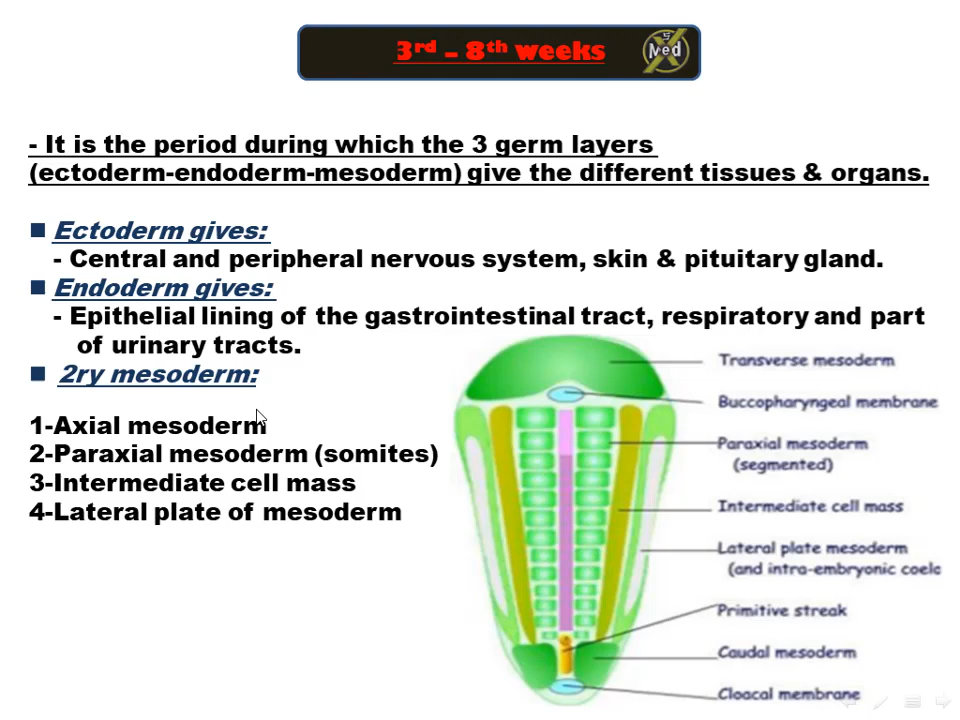 3rd – 8th weeks
Med
- It is the period during which the 3 germ layers
(ectoderm-endoderm-mesoderm) give the different tissues & organs.
Ectoderm gives:
- Central and peripheral nervous system, skin & pituitary gland.
Endoderm gives:
- Epithelial lining of the gastrointestinal tract, respiratory and part
of urinary tracts.
2ry mesoderm:
1-Axial mesoderm
2-Paraxial mesoderm (somites)
3-Intermediate cell mass
4-Lateral plate of mesoderm
Transverse mesoderm
Buccopharyngeal membrane
Paraxial mesoderm
(segmented)
Intermediate cell mass
Lateral plate mesoderm
(and intra-embryonic coelo
Primitive streak
Caudal mesoderm
Cloacal membrane